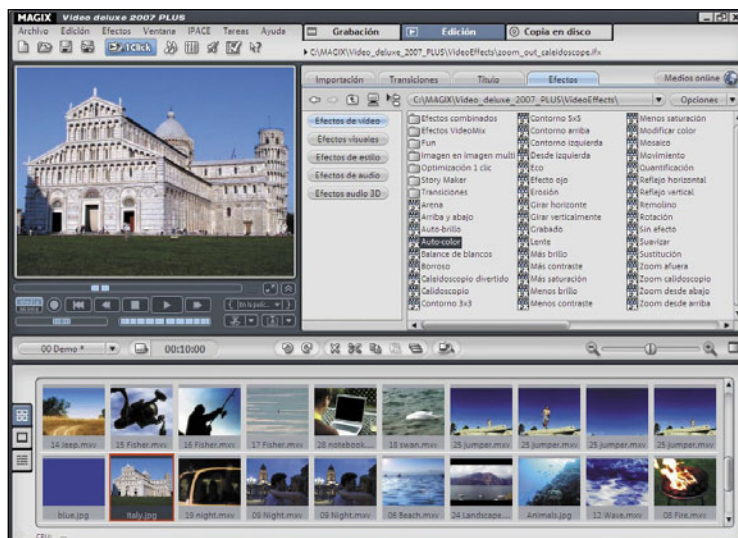 MAGIX Video deluxe 2007 PLUS
Archivo Edición Efectos Ventana iPACE Tareas Ayuda
1Click
Grabación Edición Copia en disco
C:\MAGIX\Video_deluxe_2007_PLUS\VideoEffects\zoom_out_caleidoscope.ifx
Importación Transiciones Título Efectos Medios online
C:\MAGIX\Video_deluxe_2007_PLUS\VideoEffects\ Opciones
Efectos de vídeo
Efectos visuales
Efectos de estilo
Efectos de audio
Efectos audio 3D
Efectos combinados
Efectos VideoMix
Fun
Imagen en imagen multi
Optimización 1 clic
Story Maker
Transiciones
Arena
Arriba y abajo
Auto-brillo
Auto-color
Balance de blancos
Borroso
Caleidoscopio divertido
Calidoscopio
Contorno 3x3
Contorno 5x5
Contorno arriba
Contorno izquierda
Desde izquierda
Eco
Efecto ojo
Erosión
Girar horizonte
Girar verticalmente
Grabado
Lente
Más brillo
Más contraste
Más saturación
Menos brillo
Menos contraste
Menos saturación
Modificar color
Mosaico
Movimiento
Quantificación
Reflejo horizontal
Reflejo vertical
Remolino
Rotación
Sin efecto
Suavizar
Sustitución
Zoom afuera
Zoom calidoscopio
Zoom desde abajo
Zoom desde arriba
00 Demo * 00:10:00
14 Jeep.mxv 15 Fisher.mxv 16 Fisher.mxv 17 Fisher.mxv 28 notebook.... 18 swan.mxv 25 jumper.mxv 25 jumper.mxv 25 jumper.mxv 25 jumper.mxv
blue.jpg Italy.jpg 19 night.mxv 09 Night.mxv 09 Night.mxv 06 Beach.mxv 24 Landscape.... Animals.jpg 12 Wave.mxv 08 Fire.mxv